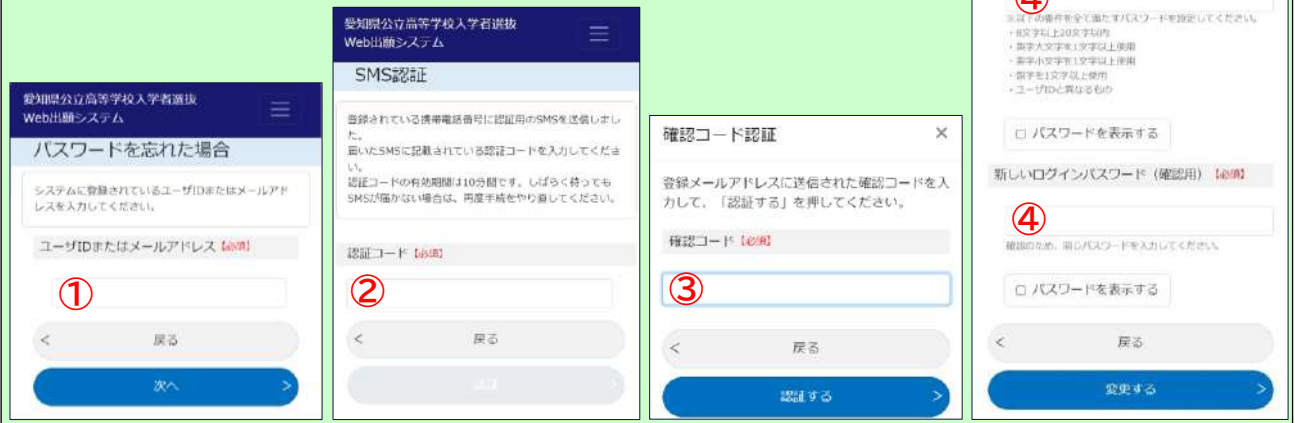 愛知県公立高等学校入学者選抜
Web出願システム
パスワードを忘れた場合
システムに登録されているユーザIDまたはメールアド
レスを入力してください。
ユーザIDまたはメールアドレス【必須】
①
< 戻る
次へ >
愛知県公立高等学校入学者選抜
Web出願システム
SMS認証
登録されている携帯電話番号に認証用のSMSを送信しまし
た。
届いたSMSに記載されている認証コードを入力してくださ
い。
認証コードの有効期間は10分間です。しばらく待っても
SMSが届かない場合は、再度手続をやり直してください。
認証コード【必須】
②
< 戻る
認証 >
確認コード認証 ×
登録メールアドレスに送信された確認コードを入
力して、「認証する」を押してください。
確認コード【必須】
③
< 戻る
認証する >
④
※以下の条件を全て満たすパスワードを設定してください。
・8文字以上20文字以内
・英字大文字を1文字以上使用
・英字小文字を1文字以上使用
・数字を1文字以上使用
・ユーザIDと異なるもの
パスワードを表示する
新しいログインパスワード（確認用）【必須】
④
確認のため、同じパスワードを入力してください。
パスワードを表示する
< 戻る
変更する >